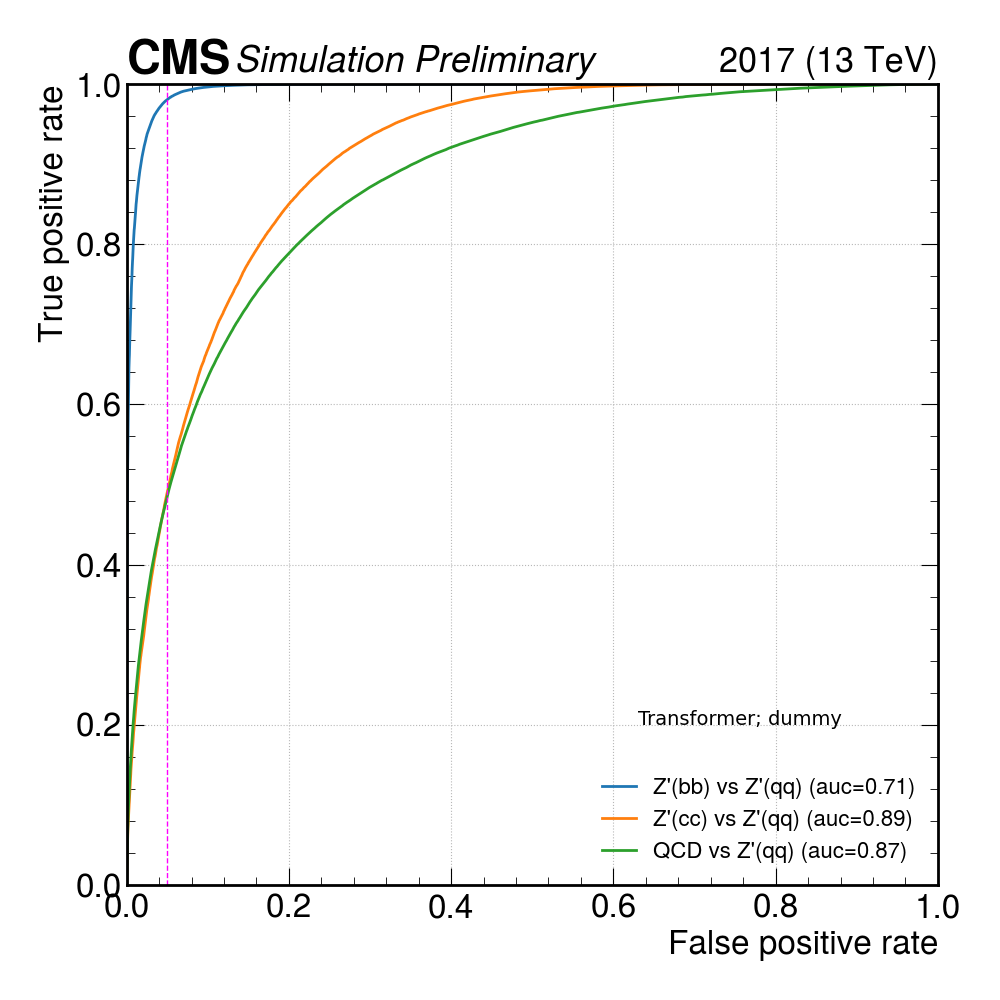 CMS Simulation Preliminary 2017 (13 TeV)
True positive rate
1.0
0.8
0.6
0.4
0.2
0.0
Transformer; dummy
Z'(bb) vs Z'(qq) (auc=0.71)
Z'(cc) vs Z'(qq) (auc=0.89)
QCD vs Z'(qq) (auc=0.87)
0.0 0.2 0.4 0.6 0.8 1.0
False positive rate